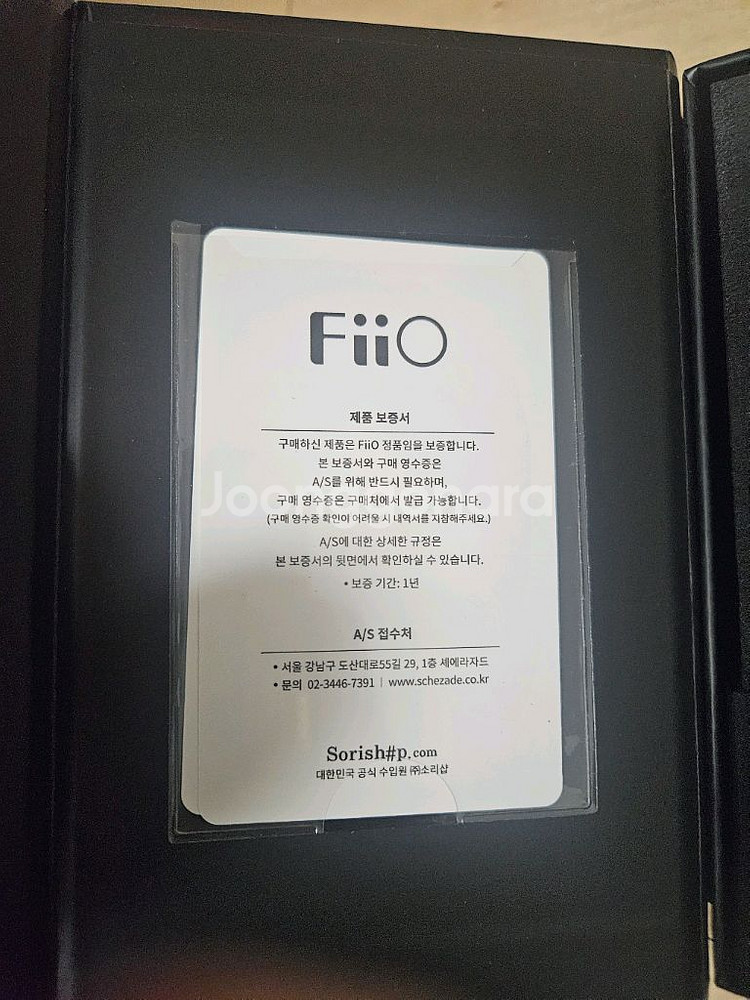 FiiO
제품 보증서
구매하신 제품은 FiiO 정품임을 보증합니다.
본 보증서와 구매 영수증은
A/S를 위해 반드시 필요하며,
구매 영수증은 구매처에서 발급 가능합니다.
(구매 영수증 확인이 어려울 시 내역서를 지참해주세요.)
A/S에 대한 상세한 규정은
본 보증서의 뒷면에서 확인하실 수 있습니다.
• 보증 기간: 1년
A/S 접수처
• 서울 강남구 도산대로55길 29, 1층 셰에라자드
• 문의 02-3446-7391 | www.schezade.co.kr
Sorish#p.com
대한민국 공식 수입원 ㈜소리샵
Joonggonara